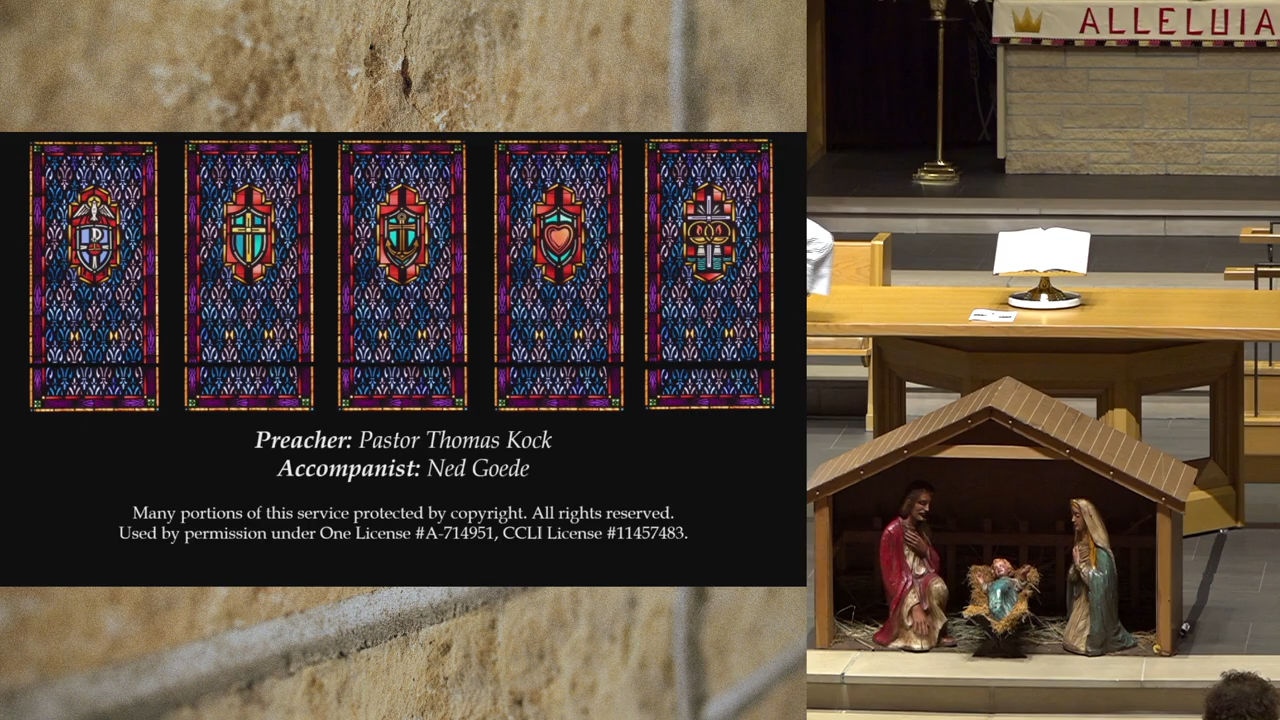 Preacher: Pastor Thomas Kock
Accompanist: Ned Goede
Many portions of this service protected by copyright. All rights reserved.
Used by permission under One License #A-714951, CCLI License #11457483.
ALLELUIA